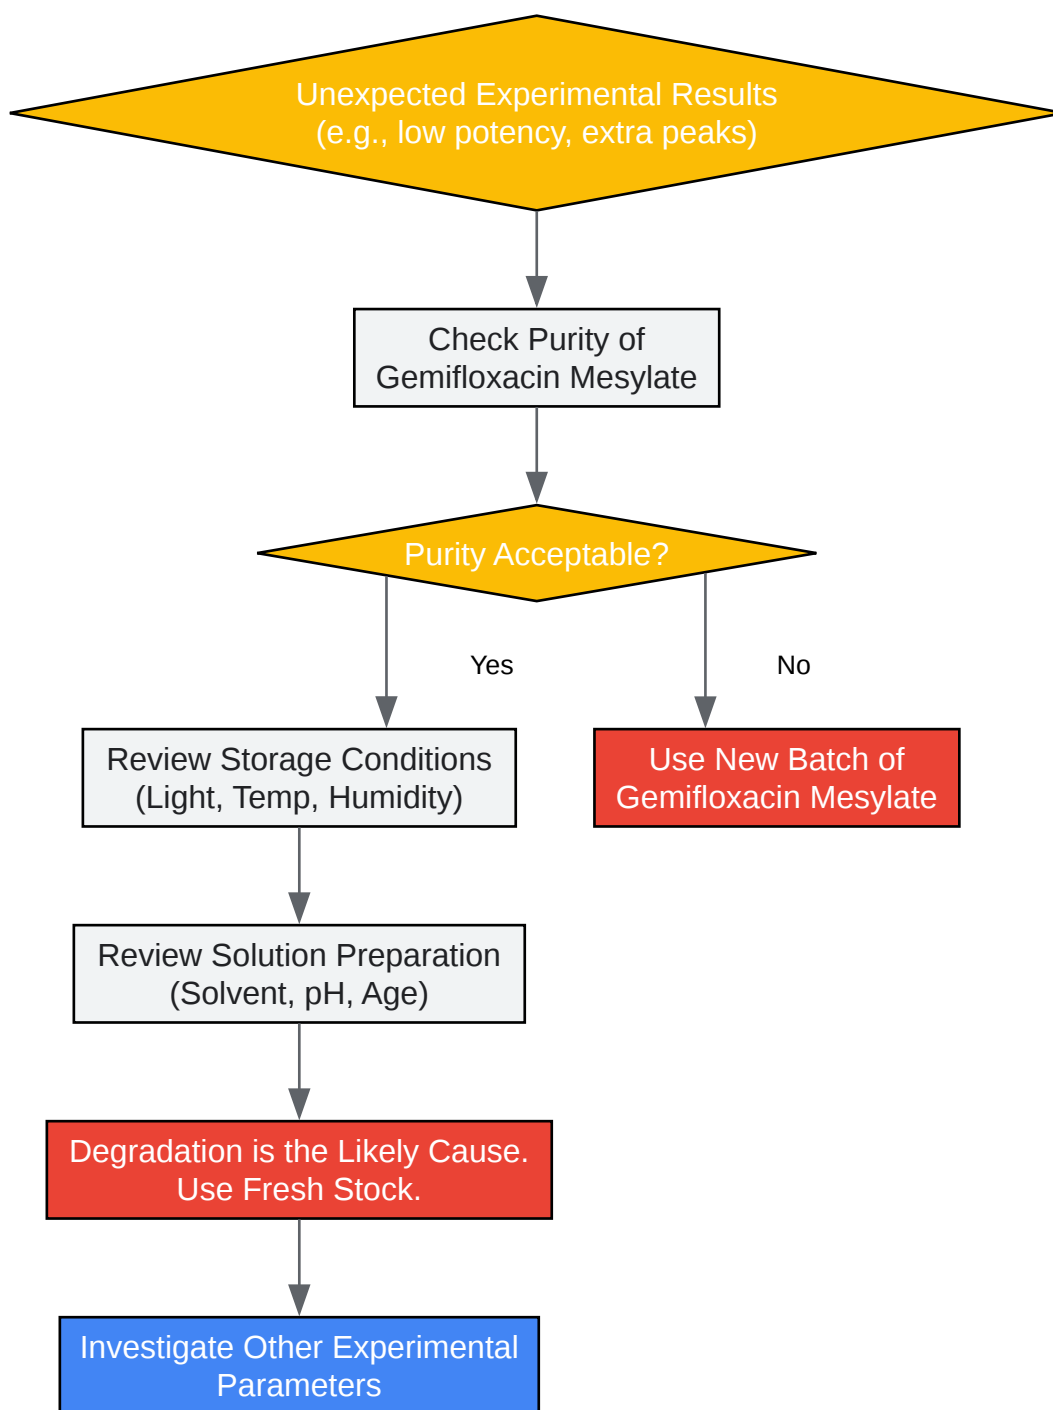 Unexpected Experimental Results
(e.g., low potency, extra peaks)
Check Purity of
Gemifloxacin Mesylate
Purity Acceptable?
Yes
No
Review Storage Conditions
(Light, Temp, Humidity)
Use New Batch of
Gemifloxacin Mesylate
Review Solution Preparation
(Solvent, pH, Age)
Degradation is the Likely Cause.
Use Fresh Stock.
Investigate Other Experimental
Parameters